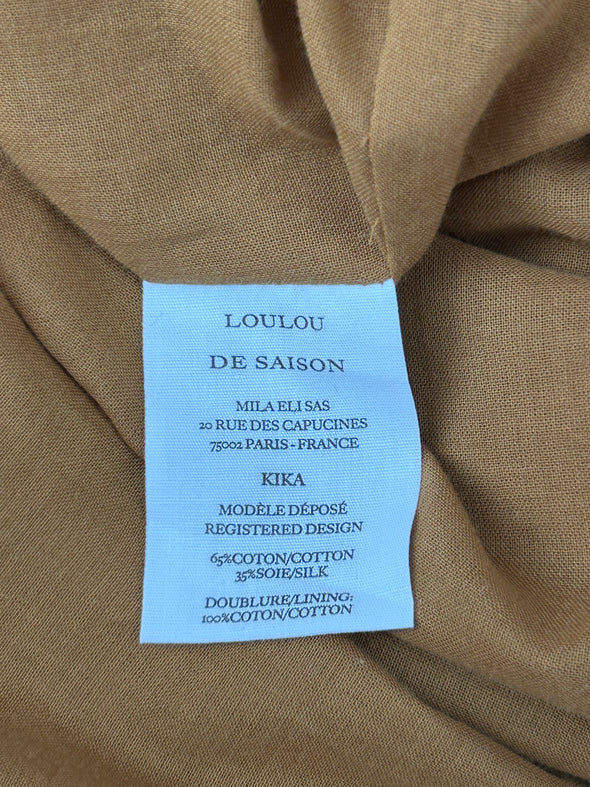 LOULOU
DE SAISON
MILA ELI SAS
20 RUE DES CAPUCINES
75002 PARIS - FRANCE
KIKA
MODÈLE DÉPOSÉ
REGISTERED DESIGN
65%COTON/COTTON
35%SOIE/SILK
DOUBLURE/LINING:
100%COTON/COTTON